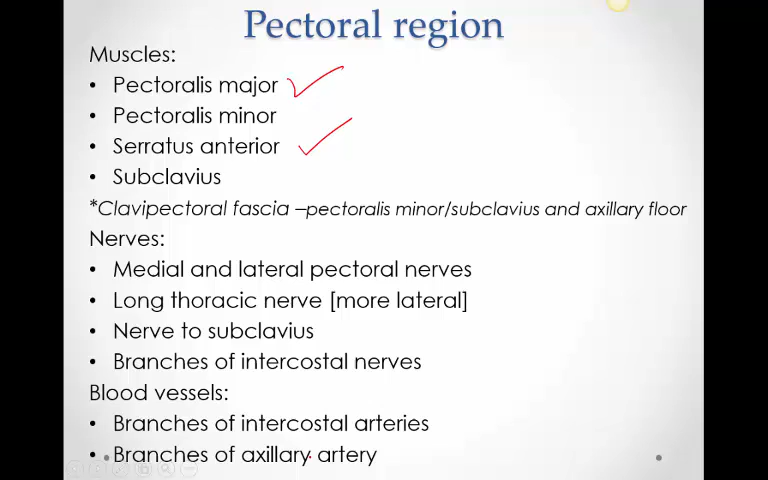 Pectoral region
Muscles:
• Pectoralis major
• Pectoralis minor
• Serratus anterior
• Subclavius
*Clavipectoral fascia –pectoralis minor/subclavius and axillary floor
Nerves:
• Medial and lateral pectoral nerves
• Long thoracic nerve [more lateral]
• Nerve to subclavius
• Branches of intercostal nerves
Blood vessels:
• Branches of intercostal arteries
• Branches of axillary artery